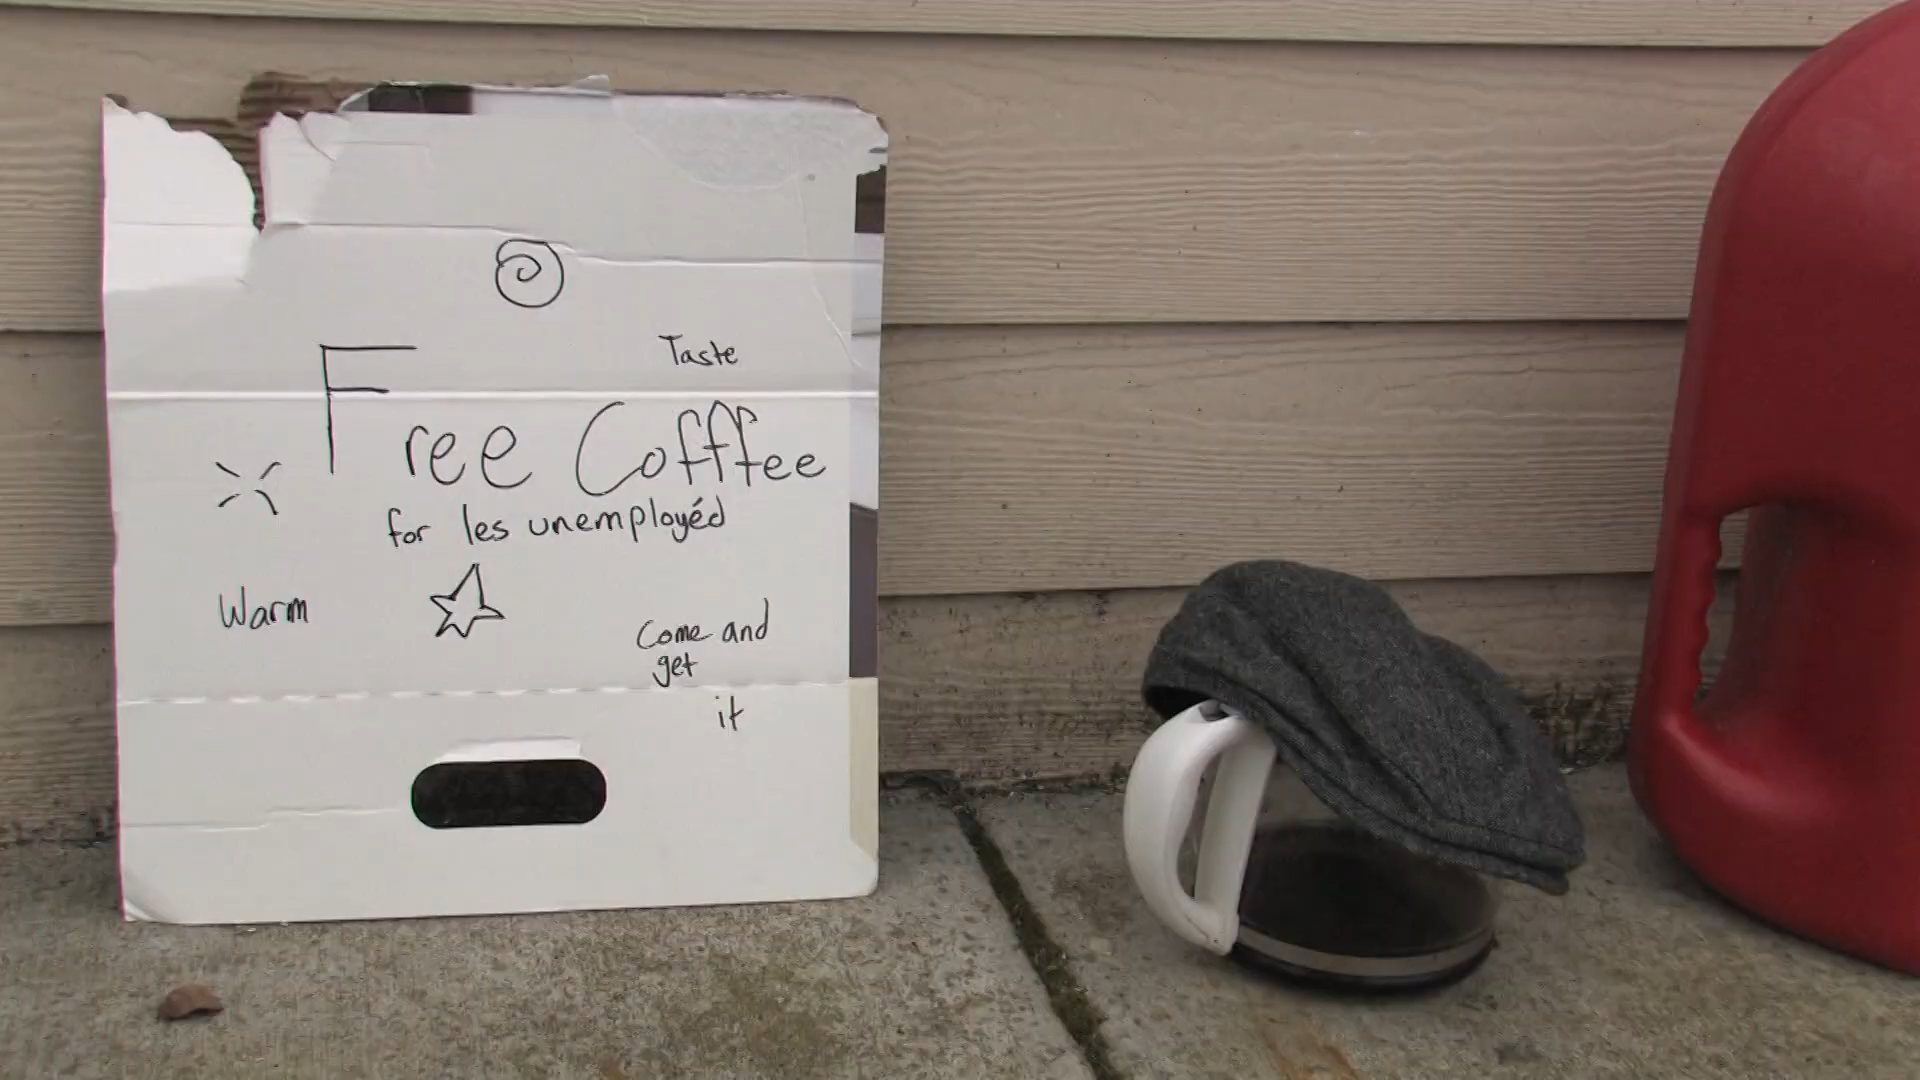 Taste
Free Cofffee
for les unemployéd
Warm
Come and
get
it